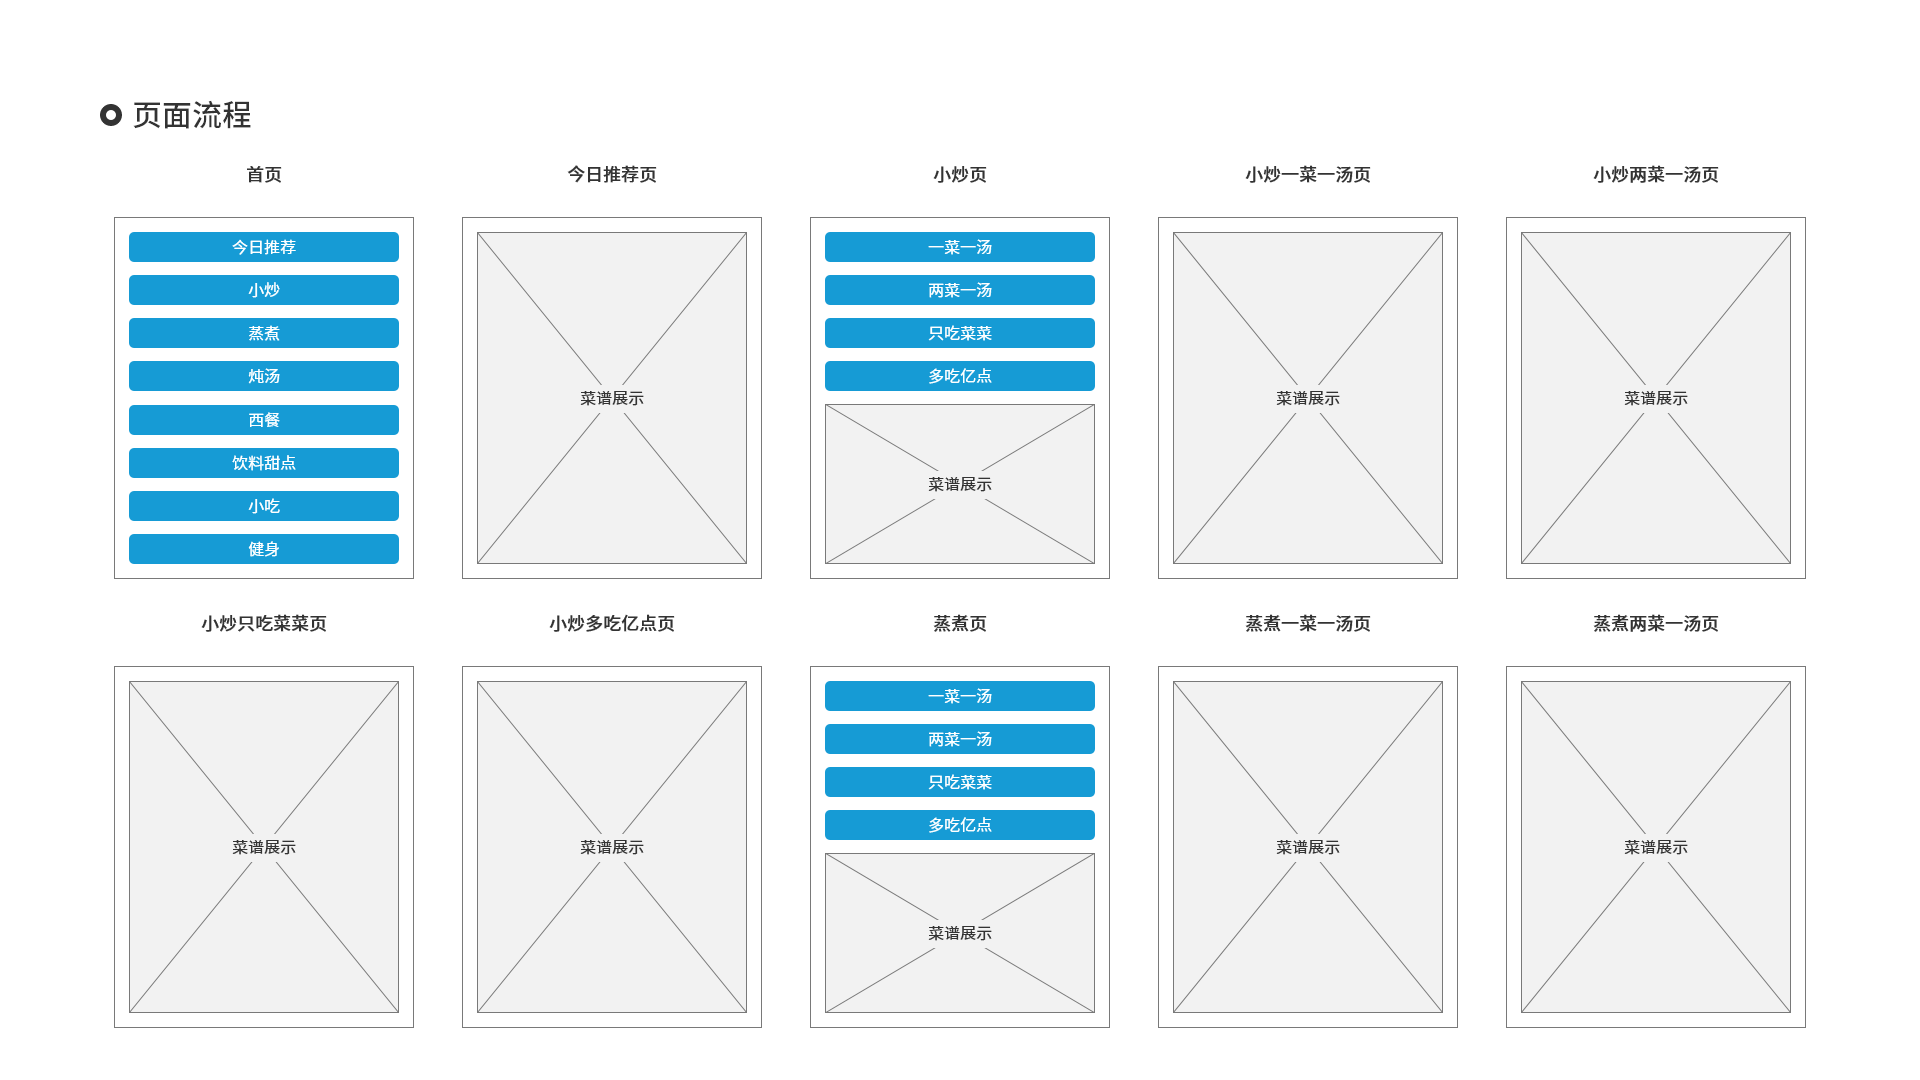 页面流程
首页
今日推荐页
小炒页
小炒一菜一汤页
小炒两菜一汤页
今日推荐
小炒
蒸煮
炖汤
西餐
饮料甜点
小吃
健身
菜谱展示
一菜一汤
两菜一汤
只吃菜菜
多吃亿点
菜谱展示
菜谱展示
菜谱展示
小炒只吃菜菜页
小炒多吃亿点页
蒸煮页
蒸煮一菜一汤页
蒸煮两菜一汤页
菜谱展示
菜谱展示
一菜一汤
两菜一汤
只吃菜菜
多吃亿点
菜谱展示
菜谱展示
菜谱展示